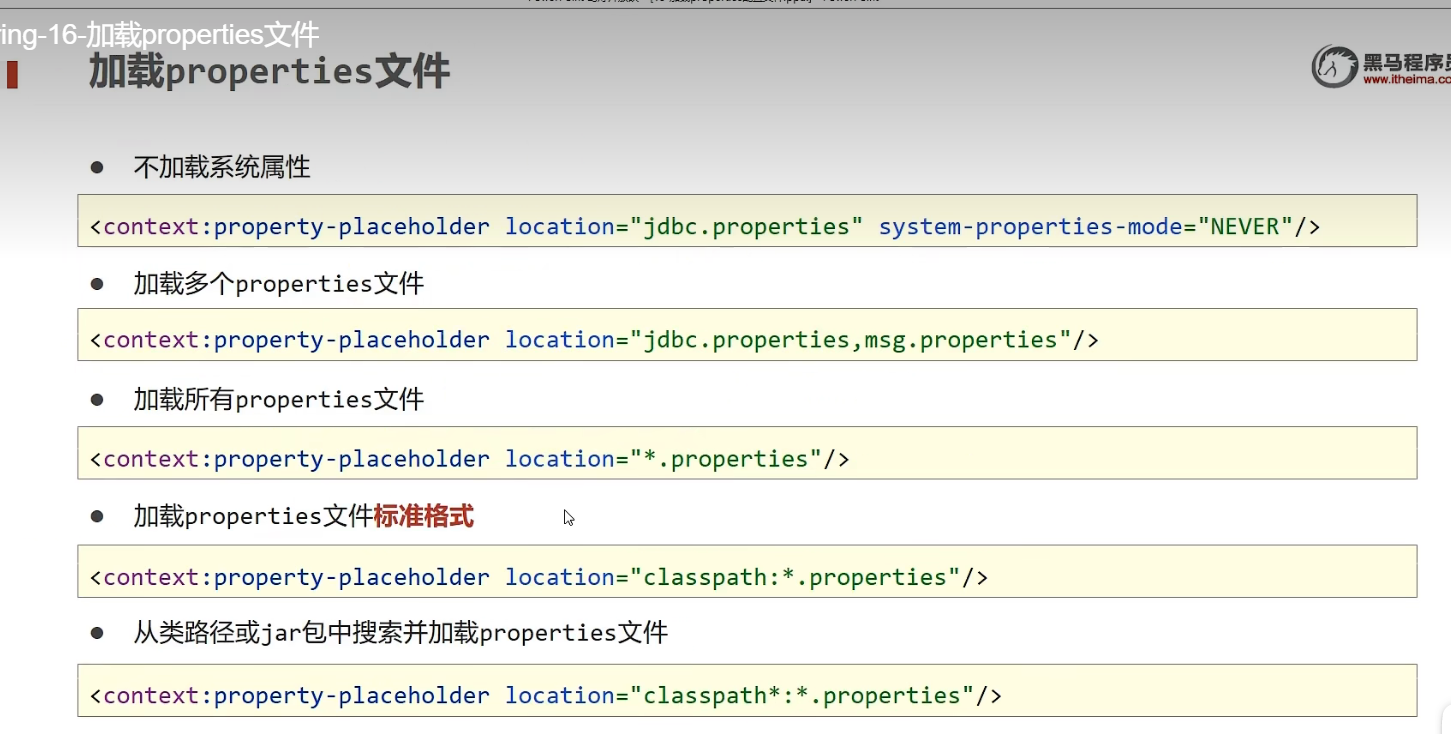 ing-16-加载properties文件
加载properties文件
黑马程序员
www.itheima.co
● 不加载系统属性
<context:property-placeholder location="jdbc.properties" system-properties-mode="NEVER"/>
● 加载多个properties文件
<context:property-placeholder location="jdbc.properties,msg.properties"/>
● 加载所有properties文件
<context:property-placeholder location="*.properties"/>
● 加载properties文件标准格式
<context:property-placeholder location="classpath:*.properties"/>
● 从类路径或jar包中搜索并加载properties文件
<context:property-placeholder location="classpath*:*.properties"/>